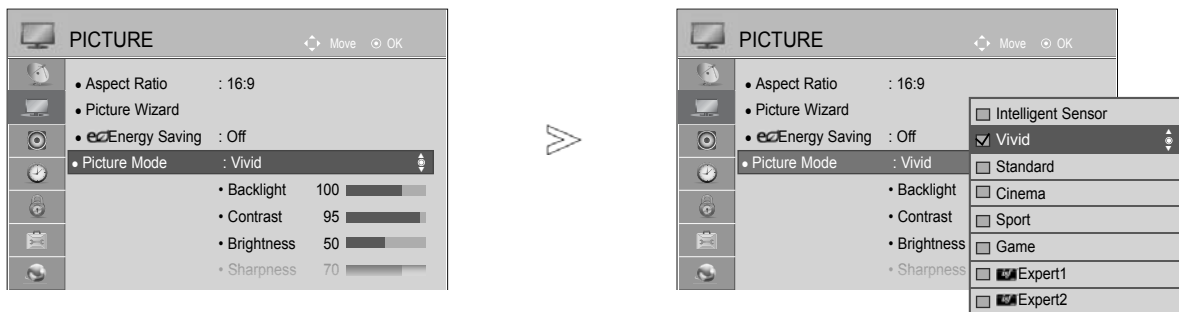 PICTURE Move OK
• Aspect Ratio : 16:9
• Picture Wizard
• Energy Saving : Off
• Picture Mode : Vivid
• Backlight 100
• Contrast 95
• Brightness 50
• Sharpness 70
PICTURE Move OK
• Aspect Ratio : 16:9
• Picture Wizard
• Energy Saving : Off
• Picture Mode : Vivid
• Backlight
• Contrast
• Brightness
• Sharpness
Intelligent Sensor
Vivid
Standard
Cinema
Sport
Game
Expert1
Expert2